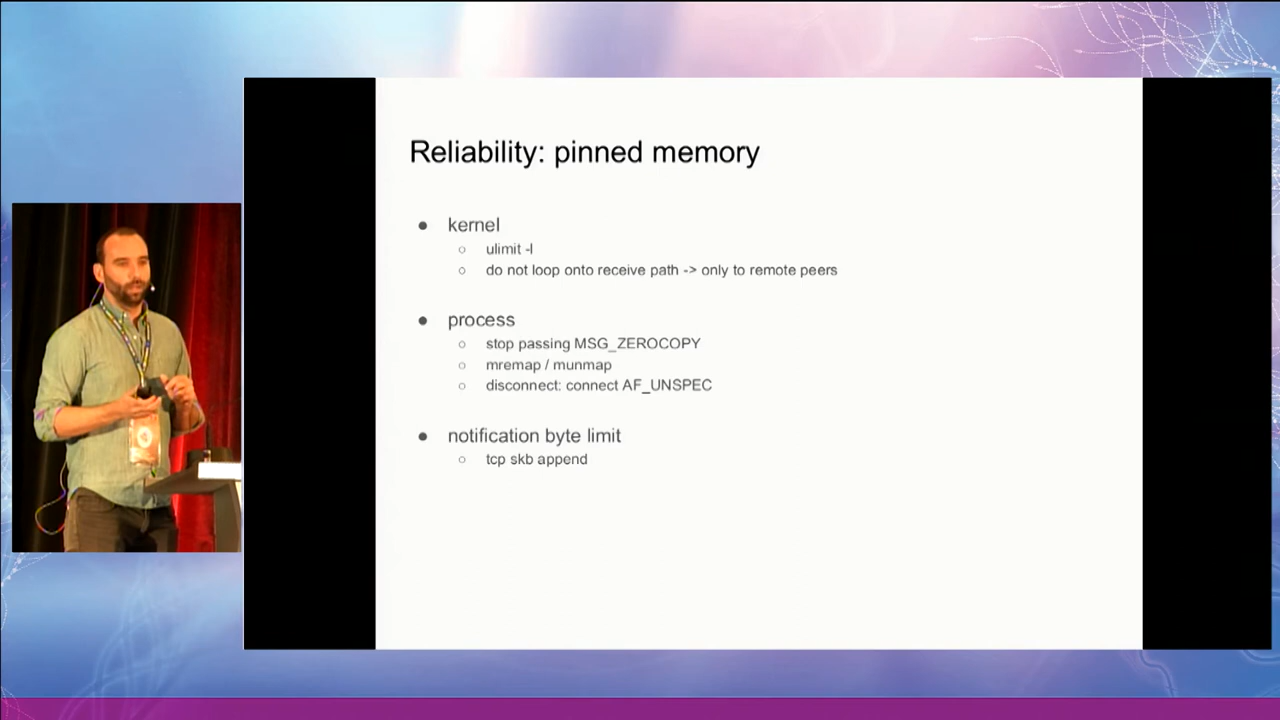 Reliability: pinned memory
● kernel
○ ulimit -l
○ do not loop onto receive path -> only to remote peers
● process
○ stop passing MSG_ZEROCOPY
○ mremap / munmap
○ disconnect: connect AF_UNSPEC
● notification byte limit
○ tcp skb append